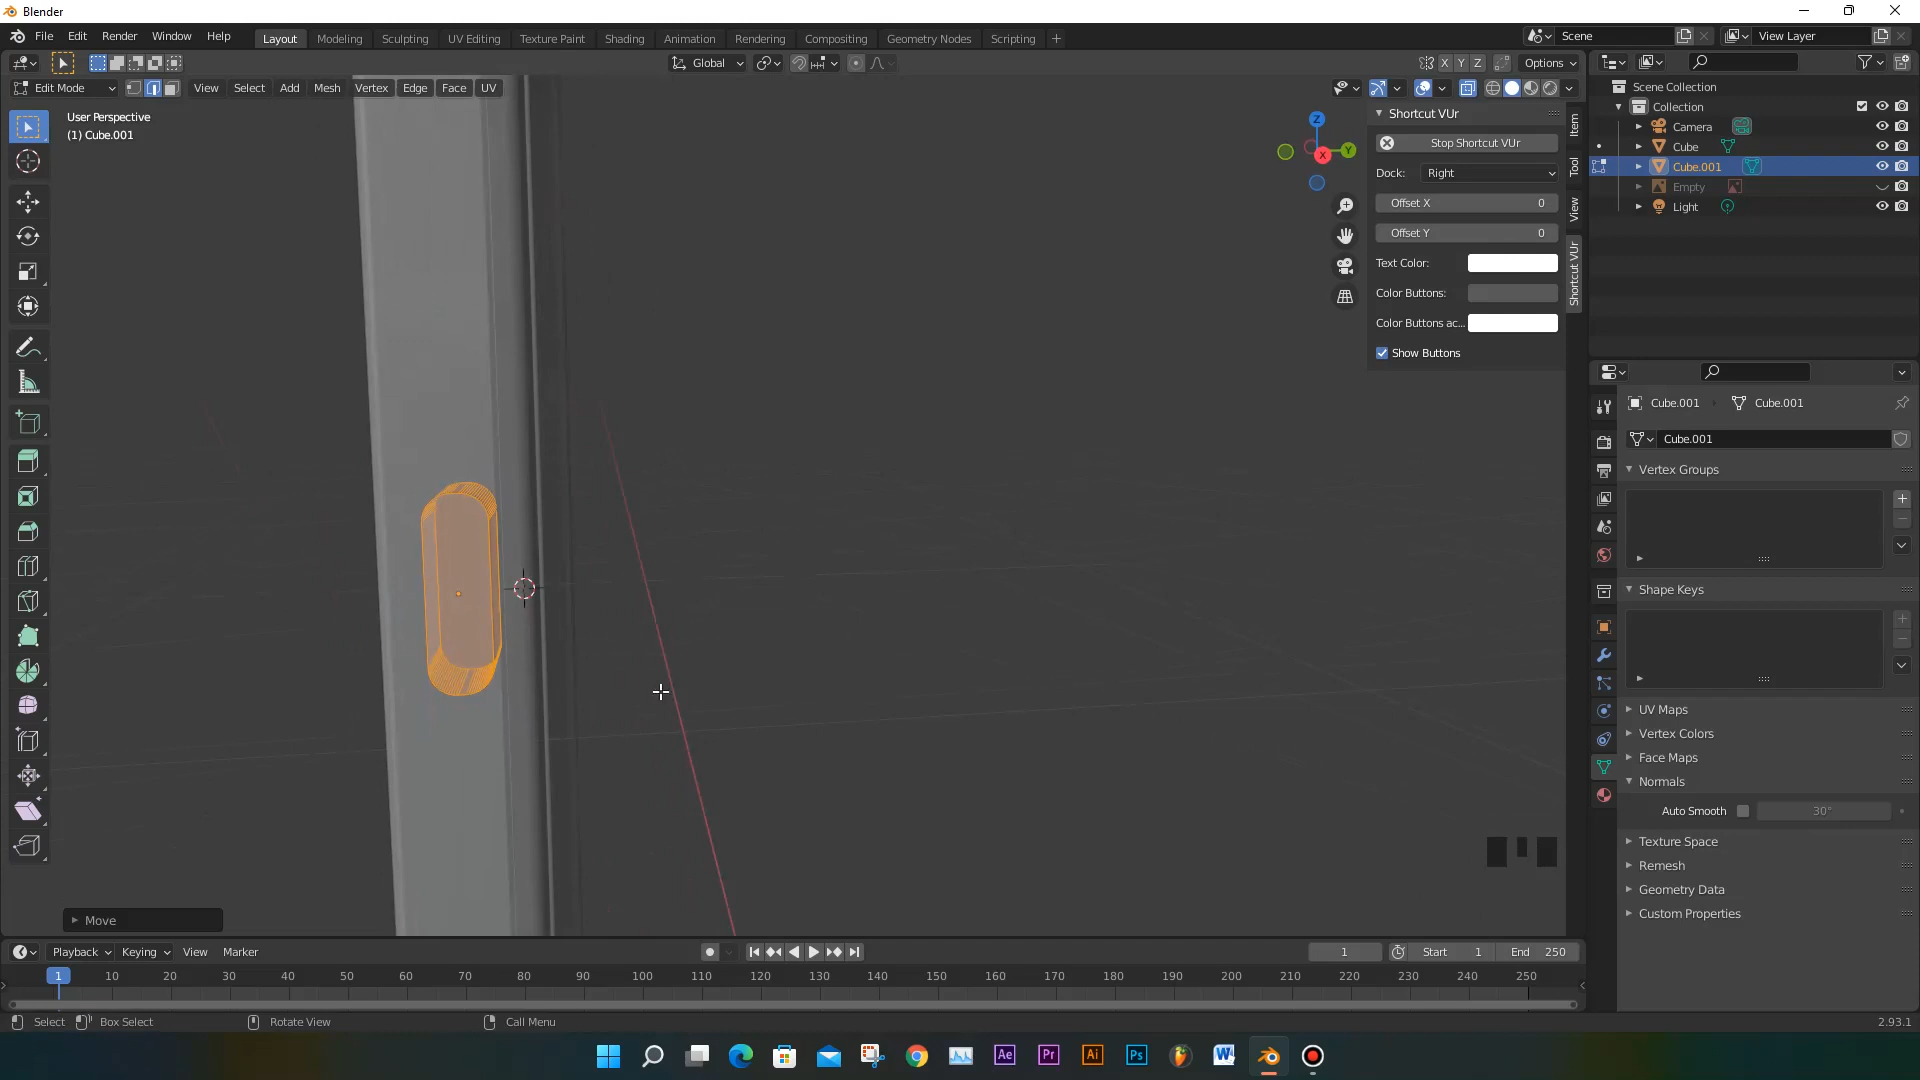 Blender
File Edit Render Window Help
Layout Modeling Sculpting UV Editing Texture Paint Shading Animation Rendering Compositing Geometry Nodes Scripting +
Scene
View Layer
Global
X Y Z Options
Edit Mode
View Select Add Mesh Vertex Edge Face UV
User Perspective
(1) Cube.001
Z
Y
X
Shortcut VUr
Stop Shortcut VUr
Dock: Right
Offset X 0
Offset Y 0
Text Color:
Color Buttons:
Color Buttons ac...
Show Buttons
Item
Tool
View
Shortcut VUr
Scene Collection
Collection
Camera
Cube
Cube.001
Empty
Light
Cube.001 Cube.001
Cube.001
Vertex Groups
Shape Keys
UV Maps
Vertex Colors
Face Maps
Normals
Auto Smooth 30°
Texture Space
Remesh
Geometry Data
Custom Properties
Move
Playback Keying View Marker
1 Start 1 End 250
1 10 20 30 40 50 60 70 80 90 100 110 120 130 140 150 160 170 180 190 200 210 220 230 240 250
Select Box Select Rotate View Call Menu 2.93.1
Ae Pr Ai Ps W